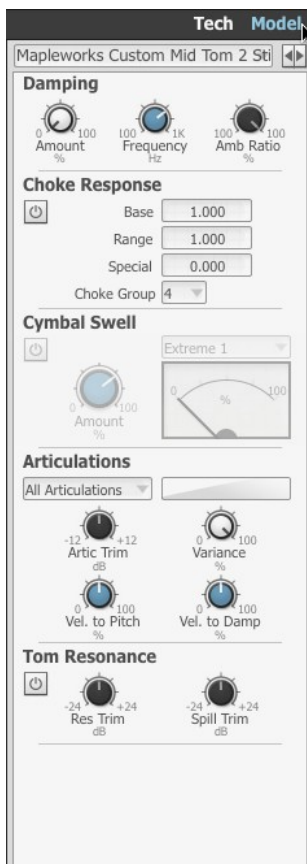 Tech Model
Mapleworks Custom Mid Tom 2 Sti
Damping
0 100 100 1K 100 100
Amount Frequency Amb Ratio
% Hz %
Choke Response
Base 1.000
Range 1.000
Special 0.000
Choke Group 4
Cymbal Swell
Extreme 1
0 % 100
0 100
Amount
%
Articulations
All Articulations
-12 +12 0 100
Artic Trim Variance
dB %
0 100 0 100
Vel. to Pitch Vel. to Damp
% %
Tom Resonance
-24 +24 -24 +24
Res Trim Spill Trim
dB dB